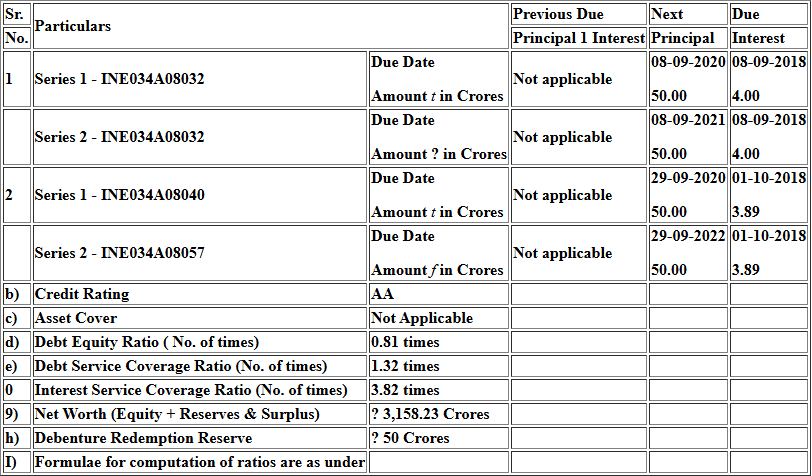 Sr. Particulars Previous Due Next Due
No. Principal 1 Interest Principal Interest
1 Series 1 - INE034A08032 Due Date Not applicable 08-09-2020 08-09-2018
Amount t in Crores 50.00 4.00
Series 2 - INE034A08032 Due Date Not applicable 08-09-2021 08-09-2018
Amount ? in Crores 50.00 4.00
2 Series 1 - INE034A08040 Due Date Not applicable 29-09-2020 01-10-2018
Amount t in Crores 50.00 3.89
Series 2 - INE034A08057 Due Date Not applicable 29-09-2022 01-10-2018
Amount f in Crores 50.00 3.89
b) Credit Rating AA
c) Asset Cover Not Applicable
d) Debt Equity Ratio ( No. of times) 0.81 times
e) Debt Service Coverage Ratio (No. of times) 1.32 times
0 Interest Service Coverage Ratio (No. of times) 3.82 times
9) Net Worth (Equity + Reserves & Surplus) ? 3,158.23 Crores
h) Debenture Redemption Reserve ? 50 Crores
I) Formulae for computation of ratios are as under